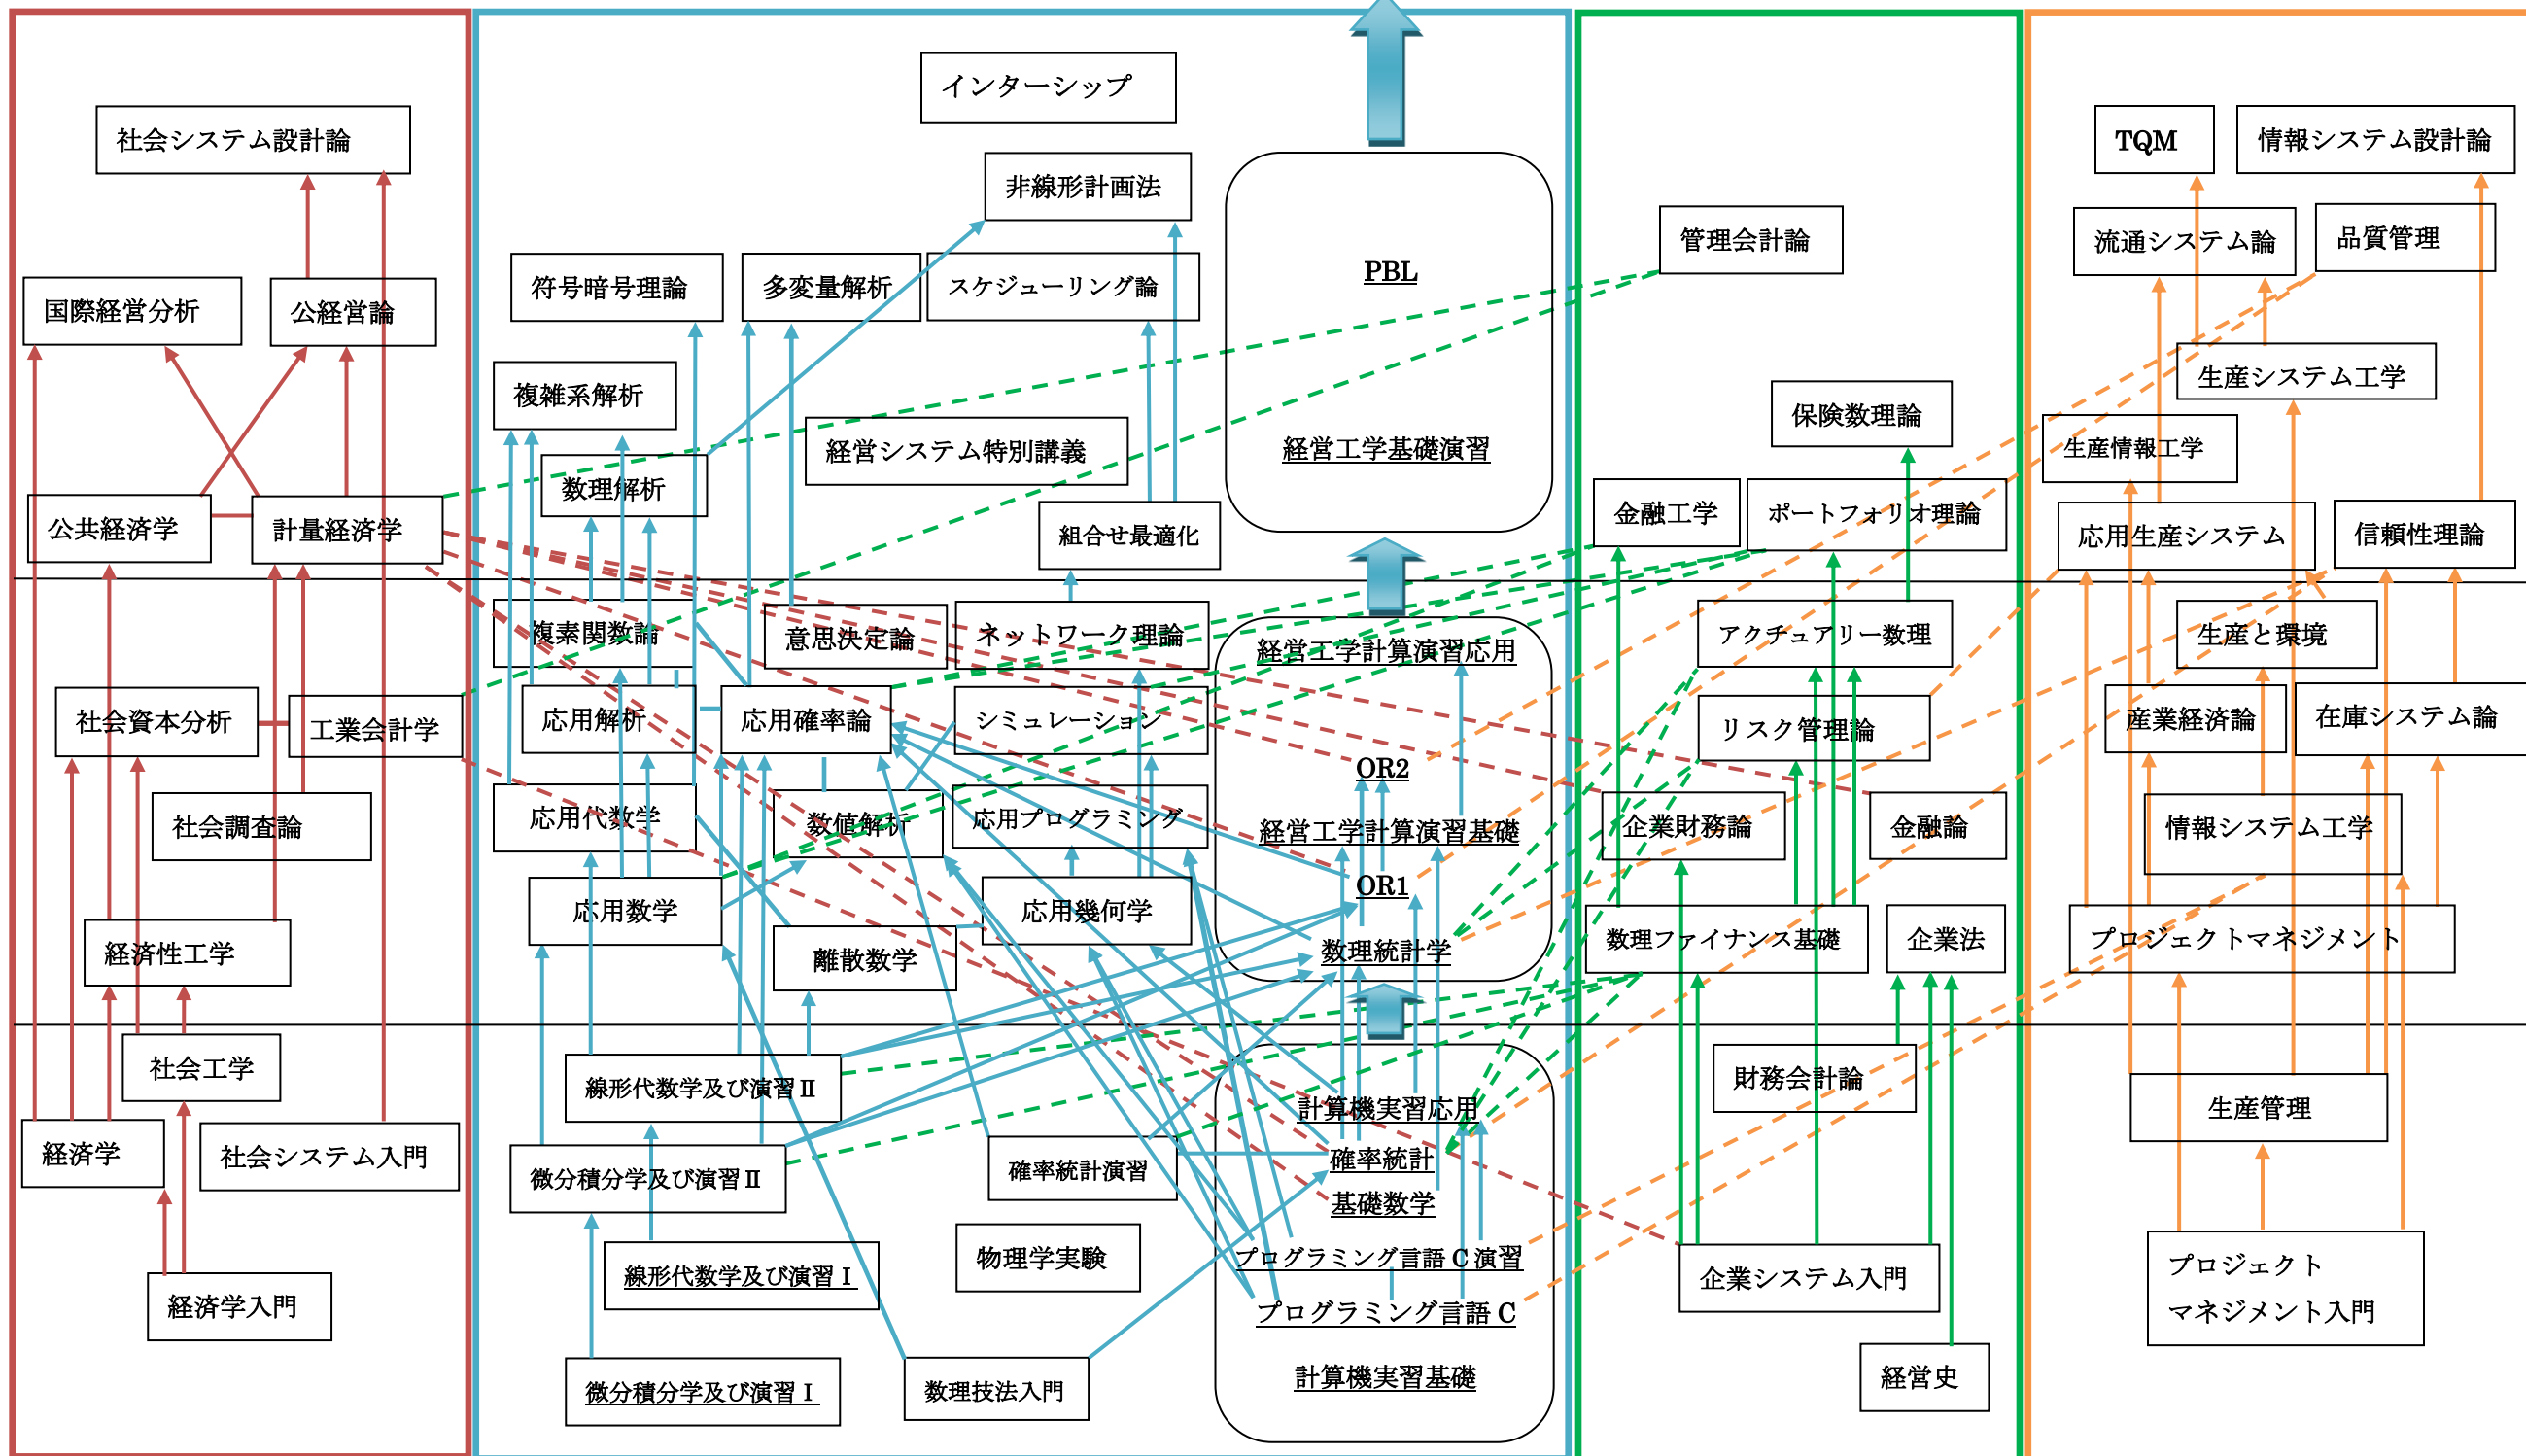 社会システム設計論
国際経営分析
公経営論
公共経済学
計量経済学
社会資本分析
工業会計学
社会調査論
経済性工学
社会工学
経済学
社会システム入門
経済学入門
インターシップ
非線形計画法
符号暗号理論
多変量解析
スケジューリング論
複雑系解析
経営システム特別講義
数理解析
組合せ最適化
複素関数論
意思決定論
ネットワーク理論
応用解析
応用確率論
シミュレーション
応用代数学
数値解析
応用プログラミング
応用数学
応用幾何学
離散数学
線形代数学及び演習Ⅱ
微分積分学及び演習Ⅱ
確率統計演習
線形代数学及び演習Ⅰ
物理学実験
微分積分学及び演習Ⅰ
数理技法入門
PBL
経営工学基礎演習
経営工学計算演習応用
OR2
経営工学計算演習基礎
OR1
数理統計学
計算機実習応用
確率統計
基礎数学
プログラミング言語 C 演習
プログラミング言語 C
計算機実習基礎
管理会計論
保険数理論
金融工学
ポートフォリオ理論
アクチュアリー数理
リスク管理論
企業財務論
金融論
数理ファイナンス基礎
企業法
財務会計論
企業システム入門
経営史
TQM
情報システム設計論
流通システム論
品質管理
生産システム工学
生産情報工学
応用生産システム
信頼性理論
生産と環境
産業経済論
在庫システム論
情報システム工学
プロジェクトマネジメント
生産管理
プロジェクト
マネジメント入門